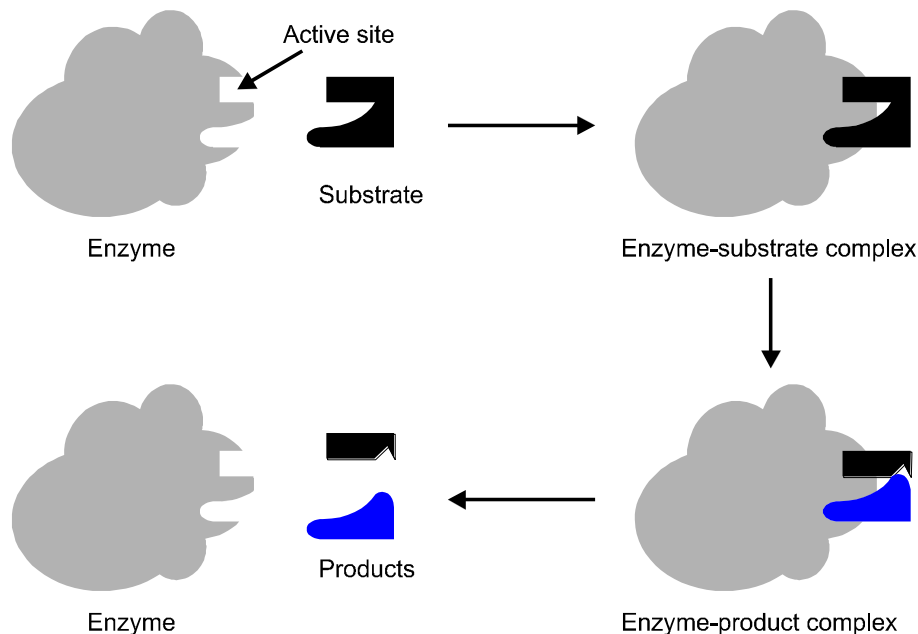 Active site
Substrate
Enzyme
Enzyme-substrate complex
Products
Enzyme
Enzyme-product complex